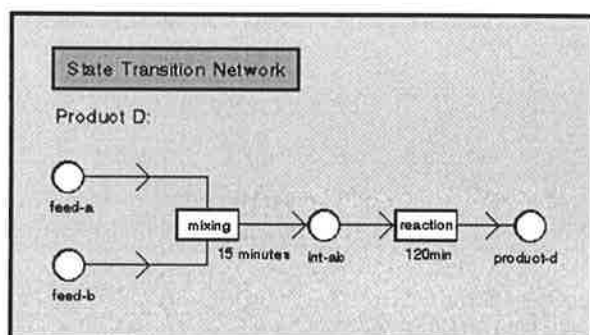 State Transition Network
Product D:
feed-a
mixing
15 minutes
int-ab
reaction
120min
product-d
feed-b